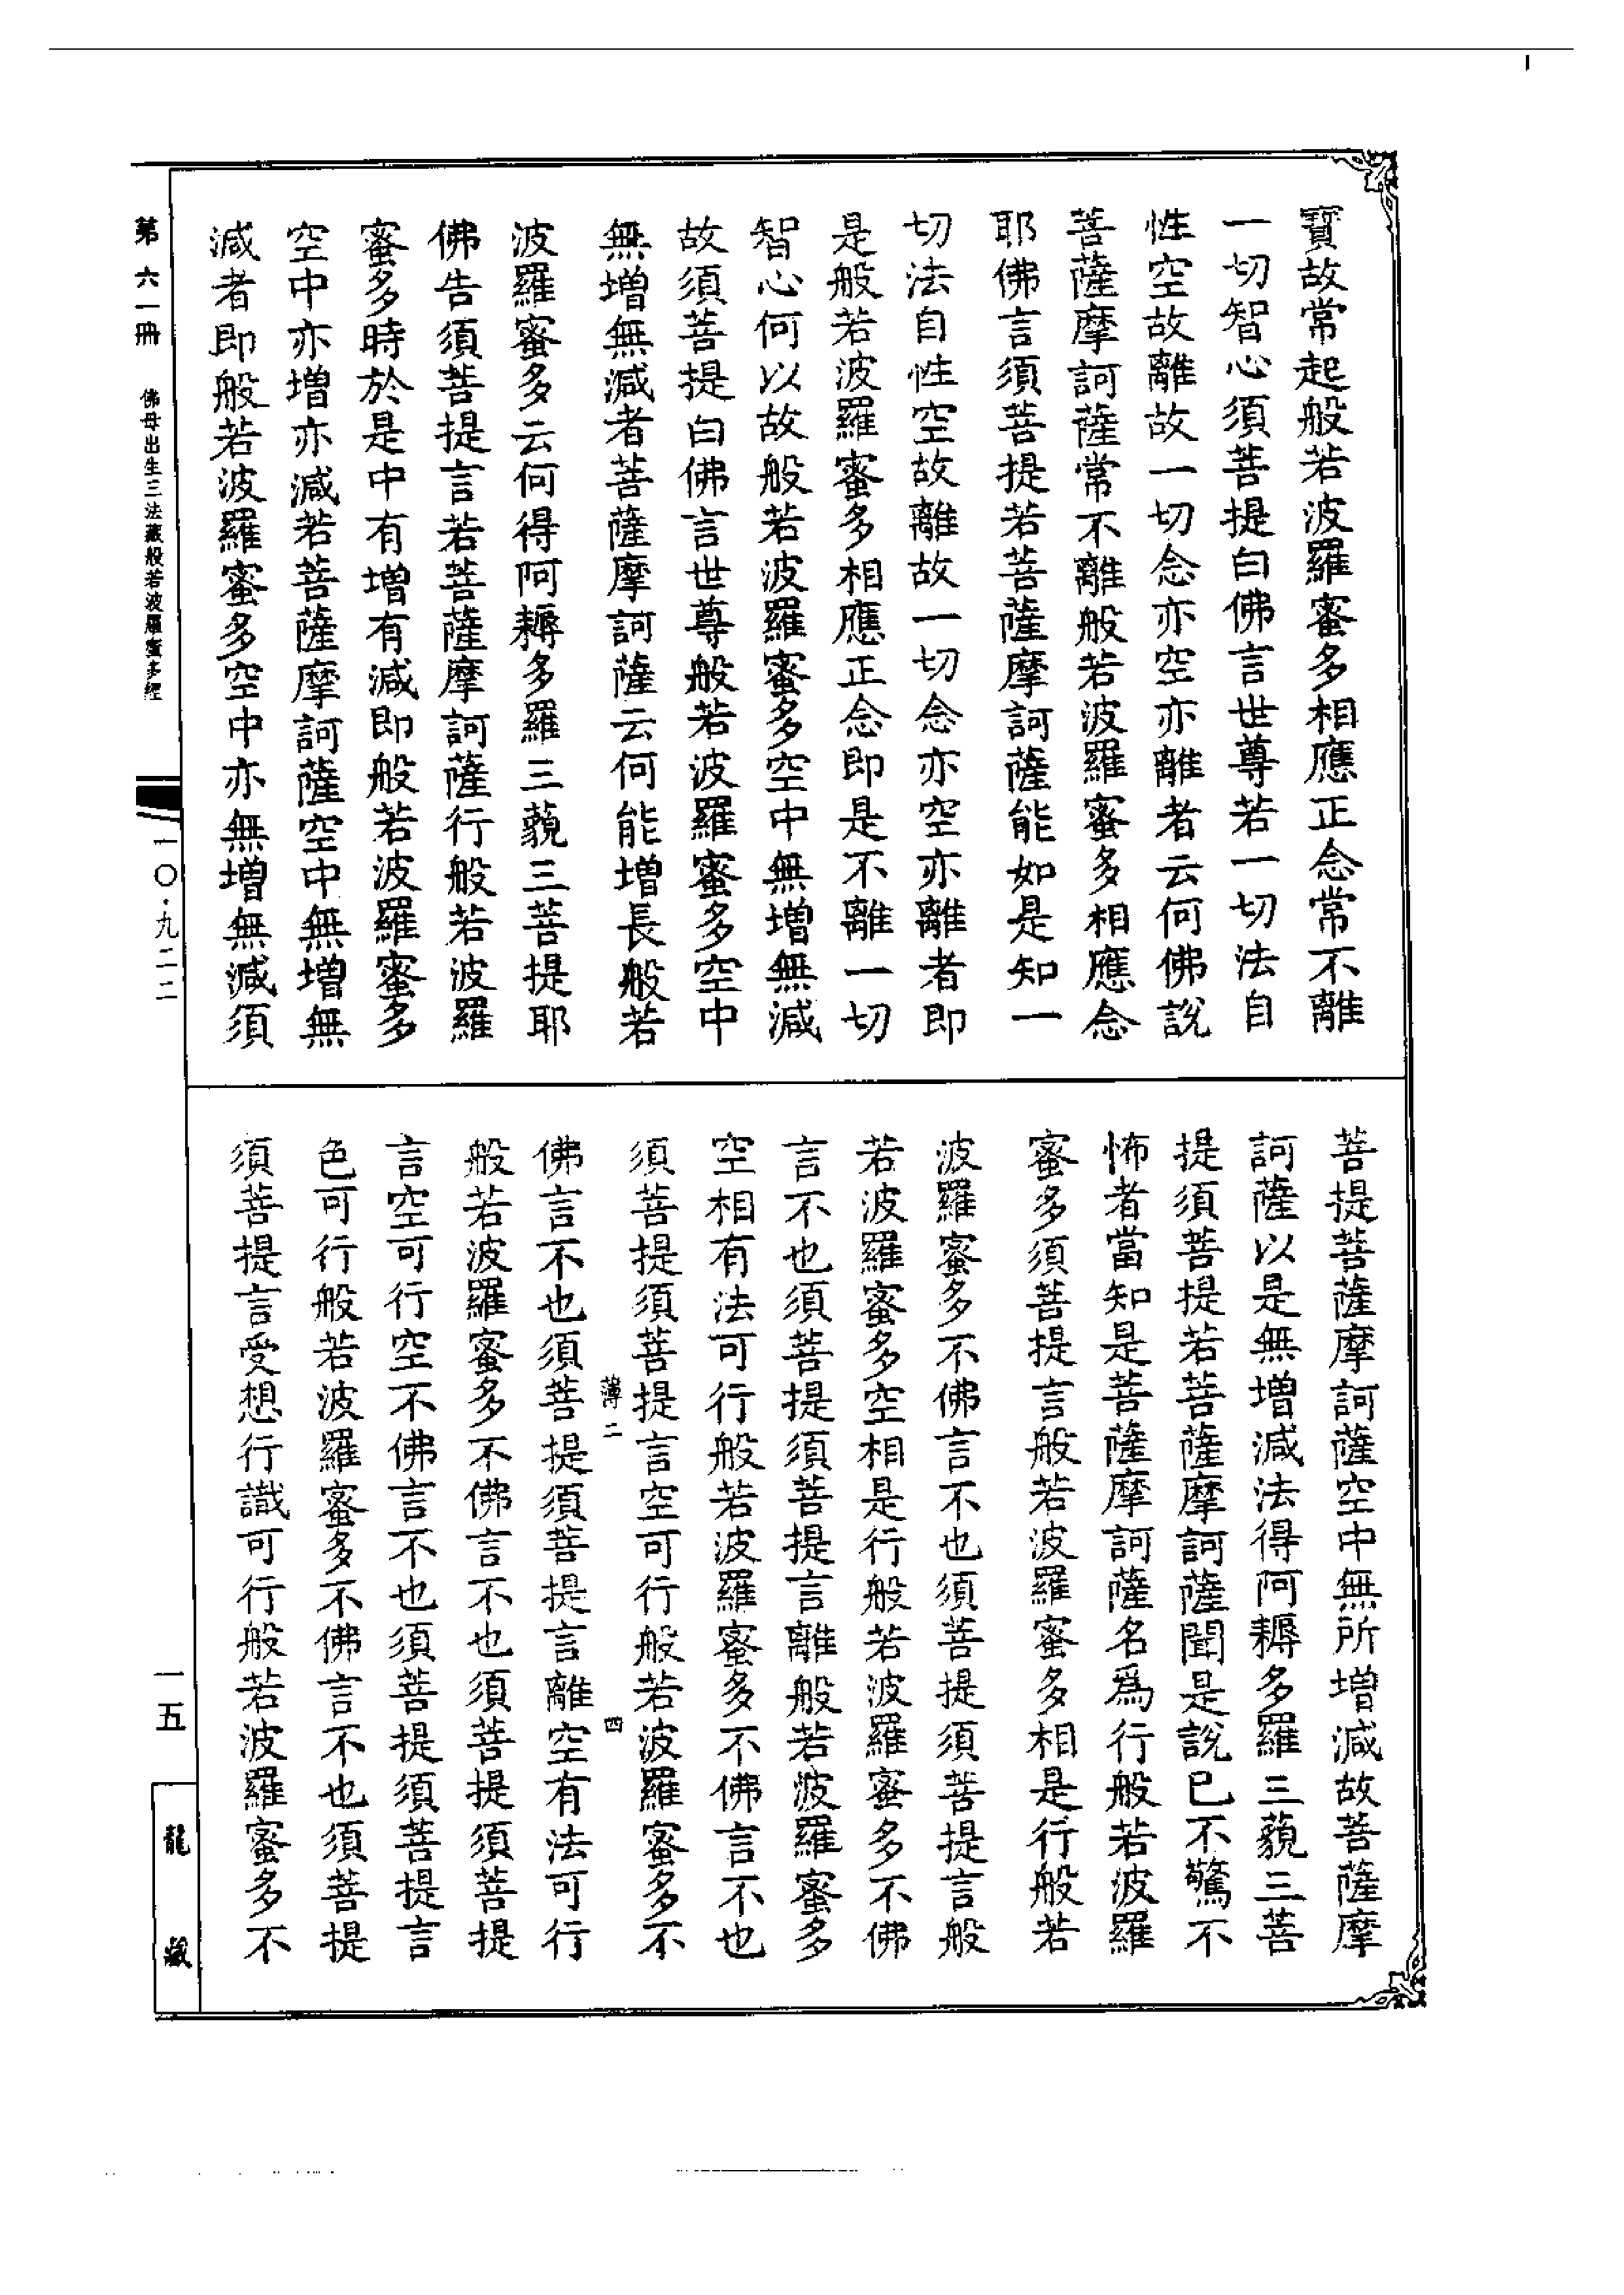 寶故常起般若波羅蜜多相應正念常不離
一切智心須菩提白佛言世尊若一切法自
性空故離故一切念亦空亦離者云何佛說
菩薩摩訶薩常不離般若波羅蜜多相應念
耶佛言須菩提若菩薩摩訶薩能如是知一
切法自性空故離故一切念亦空亦離者即
是般若波羅蜜多相應正念即是不離一切
智心何以故般若波羅蜜多空中無增無減
故須菩提白佛言世尊般若波羅蜜多空中
無增無減者菩薩摩訶薩云何能增長般若
波羅蜜多云何得阿耨多羅三藐三菩提耶
佛告須菩提言若菩薩摩訶薩行般若波羅
蜜多時於是中有增有減即般若波羅蜜多
空中亦增亦減若菩薩摩訶薩空中無增無
減者即般若波羅蜜多空中亦無增無減須
菩提菩薩摩訶薩空中無所增減故菩薩摩
訶薩以是無增減法得阿耨多羅三藐三菩
提須菩提若菩薩摩訶薩聞是說已不驚不
怖者當知是菩薩摩訶薩名為行般若波羅
蜜多須菩提言般若波羅蜜多相是行般若
波羅蜜多不佛言不也須菩提須菩提言般
若波羅蜜多空相是行般若波羅蜜多不佛
言不也須菩提須菩提言離般若波羅蜜多
空相有法可行般若波羅蜜多不佛言不也
須菩提須菩提言空可行般若波羅蜜多不
薄二 四
佛言不也須菩提須菩提言離空有法可行
般若波羅蜜多不佛言不也須菩提須菩提
言空可行空不佛言不也須菩提須菩提言
色可行般若波羅蜜多不佛言不也須菩提
須菩提言受想行識可行般若波羅蜜多不
第六一冊 佛母出生三法藏般若波羅蜜多經
一〇·九二二
一五
龍藏